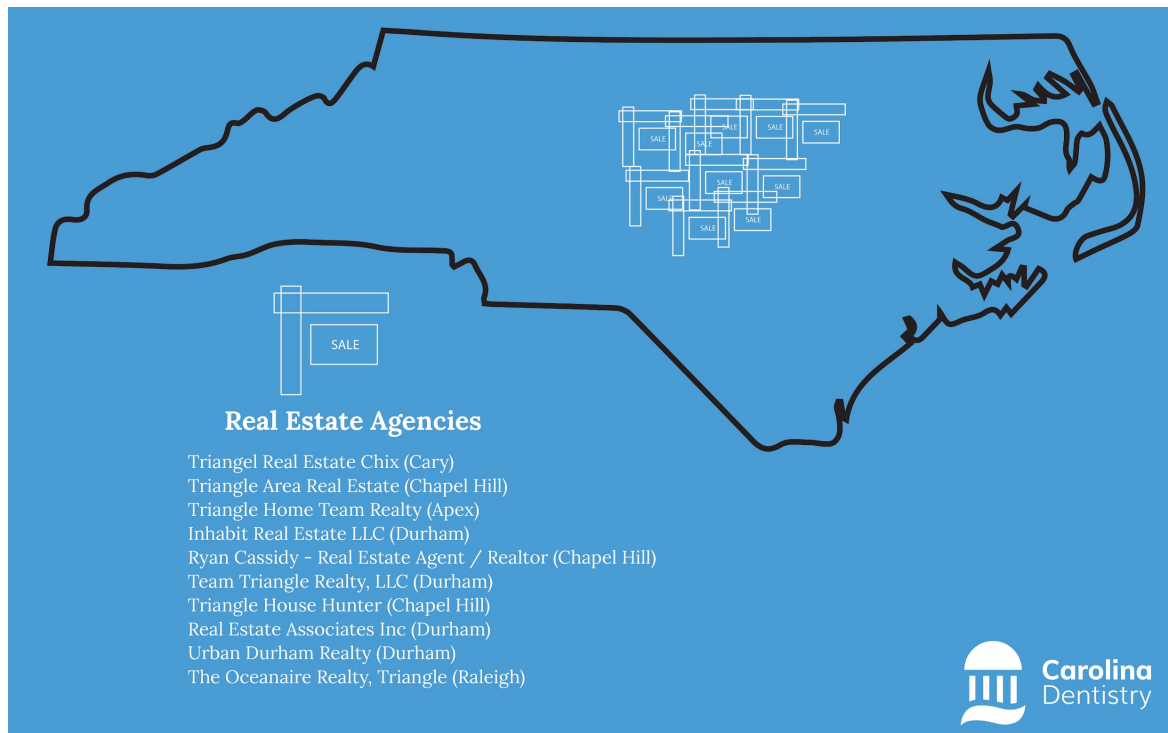 SALE
SALE
SALE
SALE
SALE
SALE
SALE
SALE
SALE
SALE
SALE
Real Estate Agencies
Triangel Real Estate Chix (Cary)
Triangle Area Real Estate (Chapel Hill)
Triangle Home Team Realty (Apex)
Inhabit Real Estate LLC (Durham)
Ryan Cassidy - Real Estate Agent / Realtor (Chapel Hill)
Team Triangle Realty, LLC (Durham)
Triangle House Hunter (Chapel Hill)
Real Estate Associates Inc (Durham)
Urban Durham Realty (Durham)
The Oceanaire Realty, Triangle (Raleigh)
Carolina
Dentistry